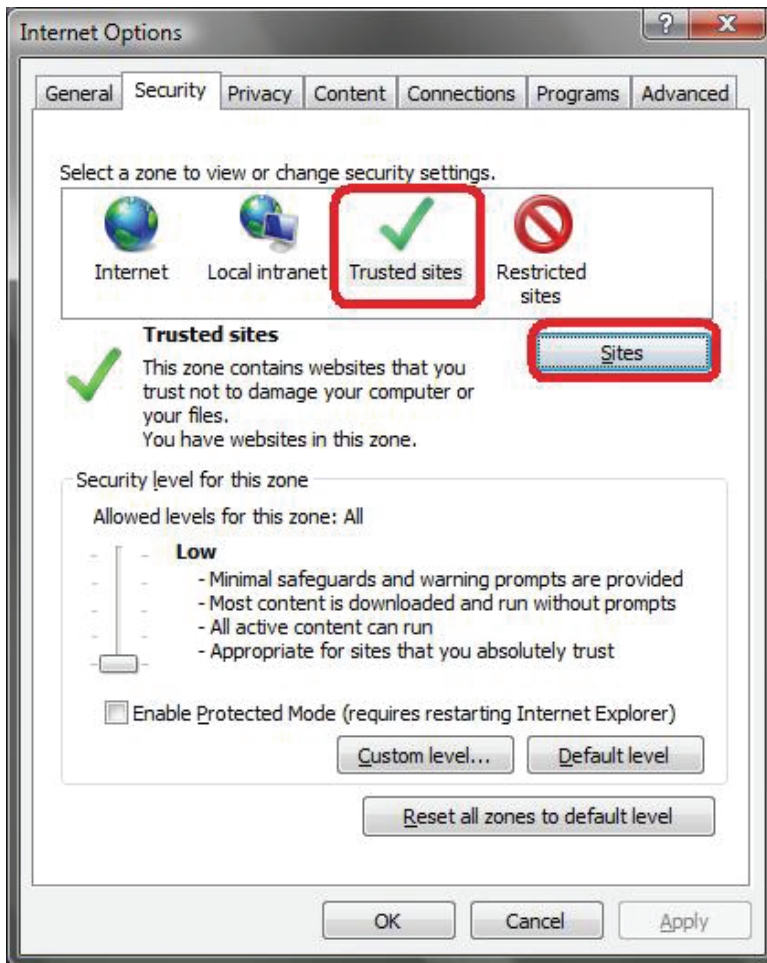 Internet Options
? X
General Security Privacy Content Connections Programs Advanced
Select a zone to view or change security settings.
Internet Local intranet Trusted sites Restricted sites
Trusted sites
Sites
This zone contains websites that you
trust not to damage your computer or
your files.
You have websites in this zone.
Security level for this zone
Allowed levels for this zone: All
Low
- Minimal safeguards and warning prompts are provided
- Most content is downloaded and run without prompts
- All active content can run
- Appropriate for sites that you absolutely trust
Enable Protected Mode (requires restarting Internet Explorer)
Custom level... Default level
Reset all zones to default level
OK Cancel Apply